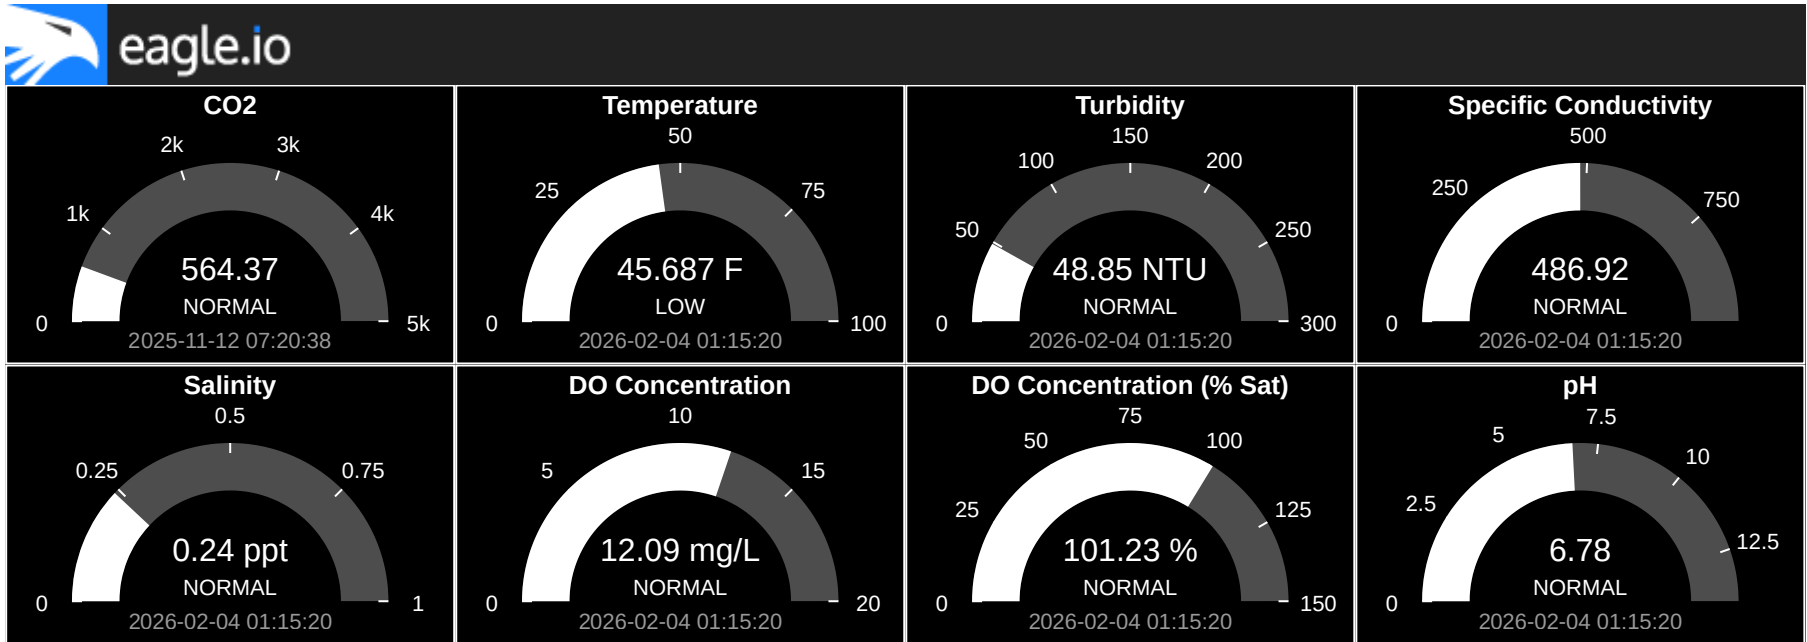 eagle.io
CO2
0
1k
2k
3k
4k
5k
564.37
NORMAL
2025-11-12 07:20:38
Temperature
0
25
50
75
100
45.687 F
LOW
2026-02-04 01:15:20
Turbidity
0
50
100
150
200
250
300
48.85 NTU
NORMAL
2026-02-04 01:15:20
Specific Conductivity
0
250
500
750
486.92
NORMAL
2026-02-04 01:15:20
Salinity
0
0.25
0.5
0.75
1
0.24 ppt
NORMAL
2026-02-04 01:15:20
DO Concentration
0
5
10
15
20
12.09 mg/L
NORMAL
2026-02-04 01:15:20
DO Concentration (% Sat)
0
25
50
75
100
125
150
101.23 %
NORMAL
2026-02-04 01:15:20
pH
0
2.5
5
7.5
10
12.5
6.78
NORMAL
2026-02-04 01:15:20